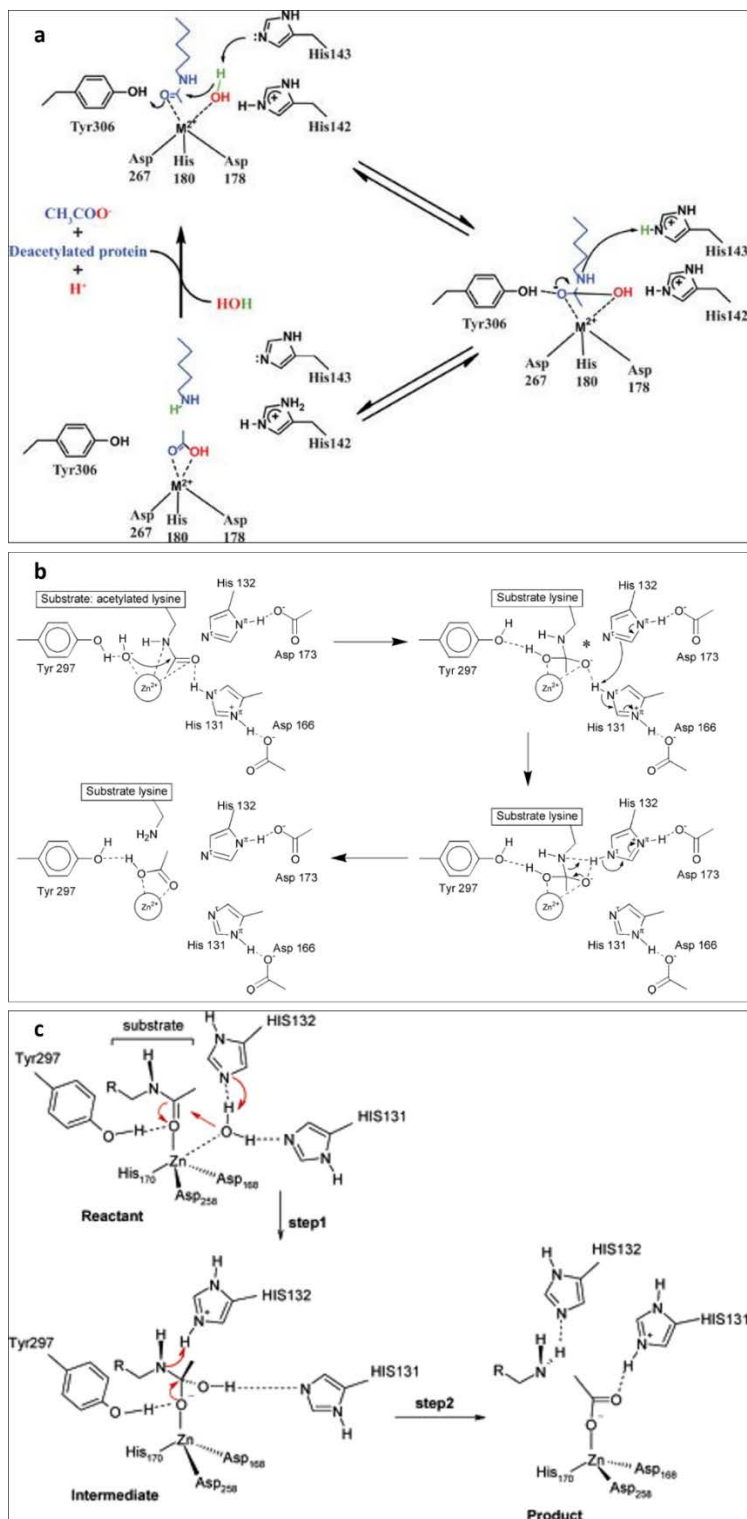 a
NH
:N
His143
H
NH
O
OH
OH
H-N
NH
His142
Tyr306
M2+
Asp
267
His
180
Asp
178
CH3COO-
+
Deacetylated protein
+
H+
HOH
H-N
NH
His143
NH
OH
O
OH
H-N
NH
His142
Tyr306
M2+
Asp
267
His
180
Asp
178
NH
:N
His143
H
NH
NH2
H-N
His142
OH
Tyr306
O
OH
M2+
Asp
267
His
180
Asp
178
b
Substrate: acetylated lysine
His 132
Asp 173
Tyr 297
Zn2+
His 131
Asp 166
Substrate lysine
His 132
*
Asp 173
Tyr 297
Zn2+
His 131
Asp 166
Substrate lysine
His 132
Asp 173
Tyr 297
Zn2+
His 131
Asp 166
Substrate lysine
His 132
H2N
Asp 173
Tyr 297
Zn2+
His 131
Asp 166
c
substrate
HIS132
Tyr297
HIS131
R
N
H
O
Zn
His170
Asp168
Asp258
Reactant
step1
HIS132
Tyr297
HIS131
R
N
H
O
Zn
His170
Asp168
Asp258
Intermediate
step2
HIS132
HIS131
R
N
H
O
Zn
His170
Asp168
Asp258
Product